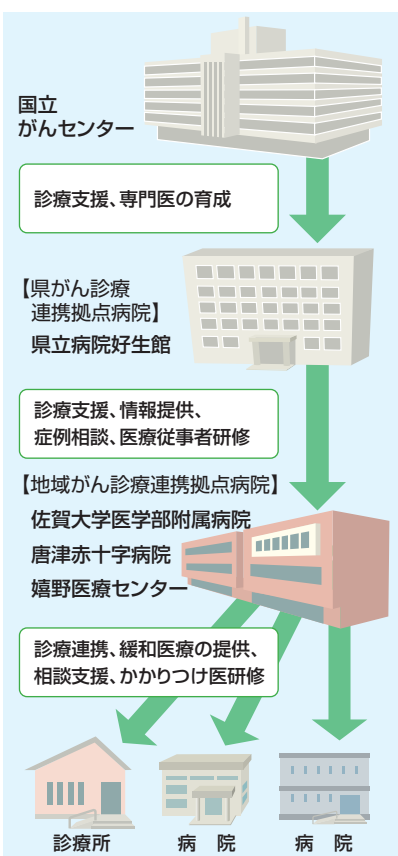 国立
がんセンター
診療支援、専門医の育成
【県がん診療
連携拠点病院】
県立病院好生館
診療支援、情報提供、
症例相談、医療従事者研修
【地域がん診療連携拠点病院】
佐賀大学医学部附属病院
唐津赤十字病院
嬉野医療センター
診療連携、緩和医療の提供、
相談支援、かかりつけ医研修
診療所
病　院
病　院